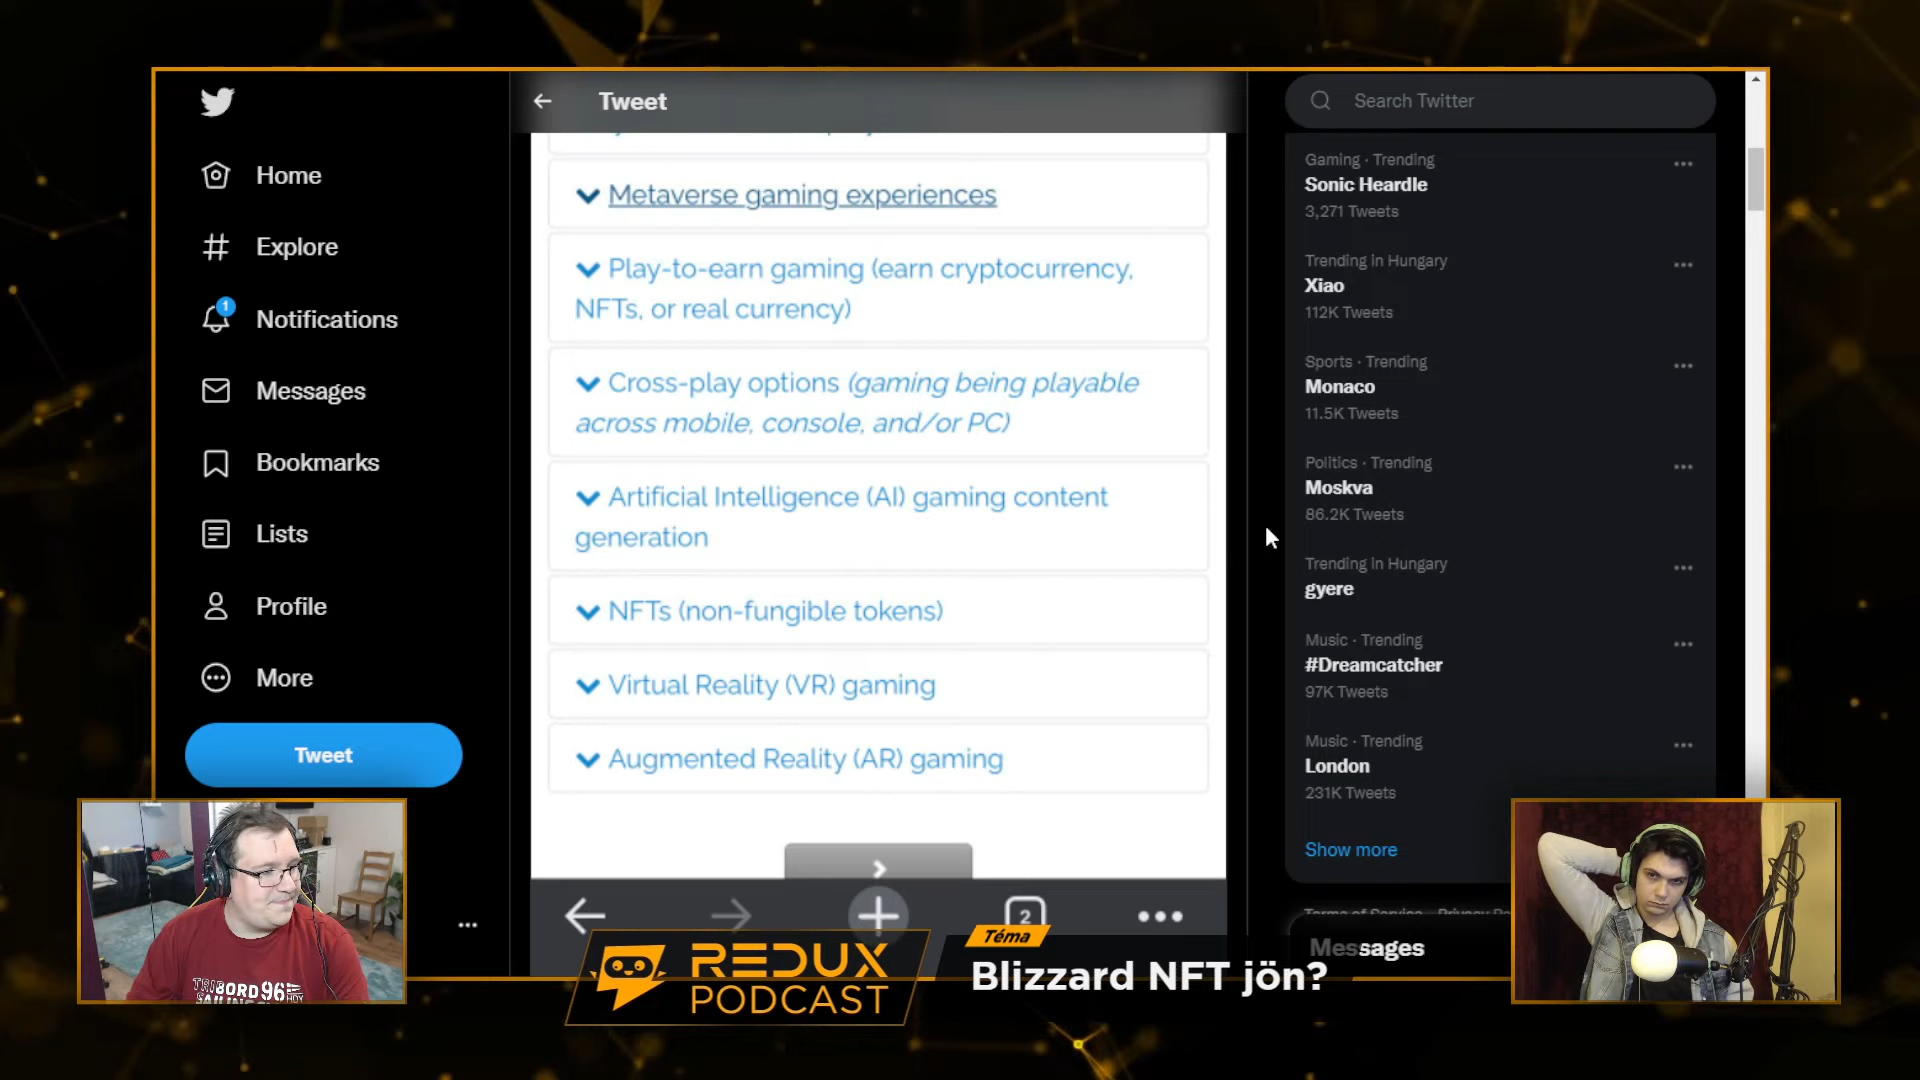 Home
Explore
1
Notifications
Messages
Bookmarks
Lists
Profile
More
Tweet
Tweet
Metaverse gaming experiences
Play-to-earn gaming (earn cryptocurrency,
NFTs, or real currency)
Cross-play options (gaming being playable
across mobile, console, and/or PC)
Artificial Intelligence (AI) gaming content
generation
NFTs (non-fungible tokens)
Virtual Reality (VR) gaming
Augmented Reality (AR) gaming
2
Search Twitter
Gaming · Trending
Sonic Heardle
3,271 Tweets
Trending in Hungary
Xiao
112K Tweets
Sports · Trending
Monaco
11.5K Tweets
Politics · Trending
Moskva
86.2K Tweets
Trending in Hungary
gyere
Music · Trending
#Dreamcatcher
97K Tweets
Music · Trending
London
231K Tweets
Show more
Terms of Service
Messages
REDUX
PODCAST
Téma
Blizzard NFT jön?